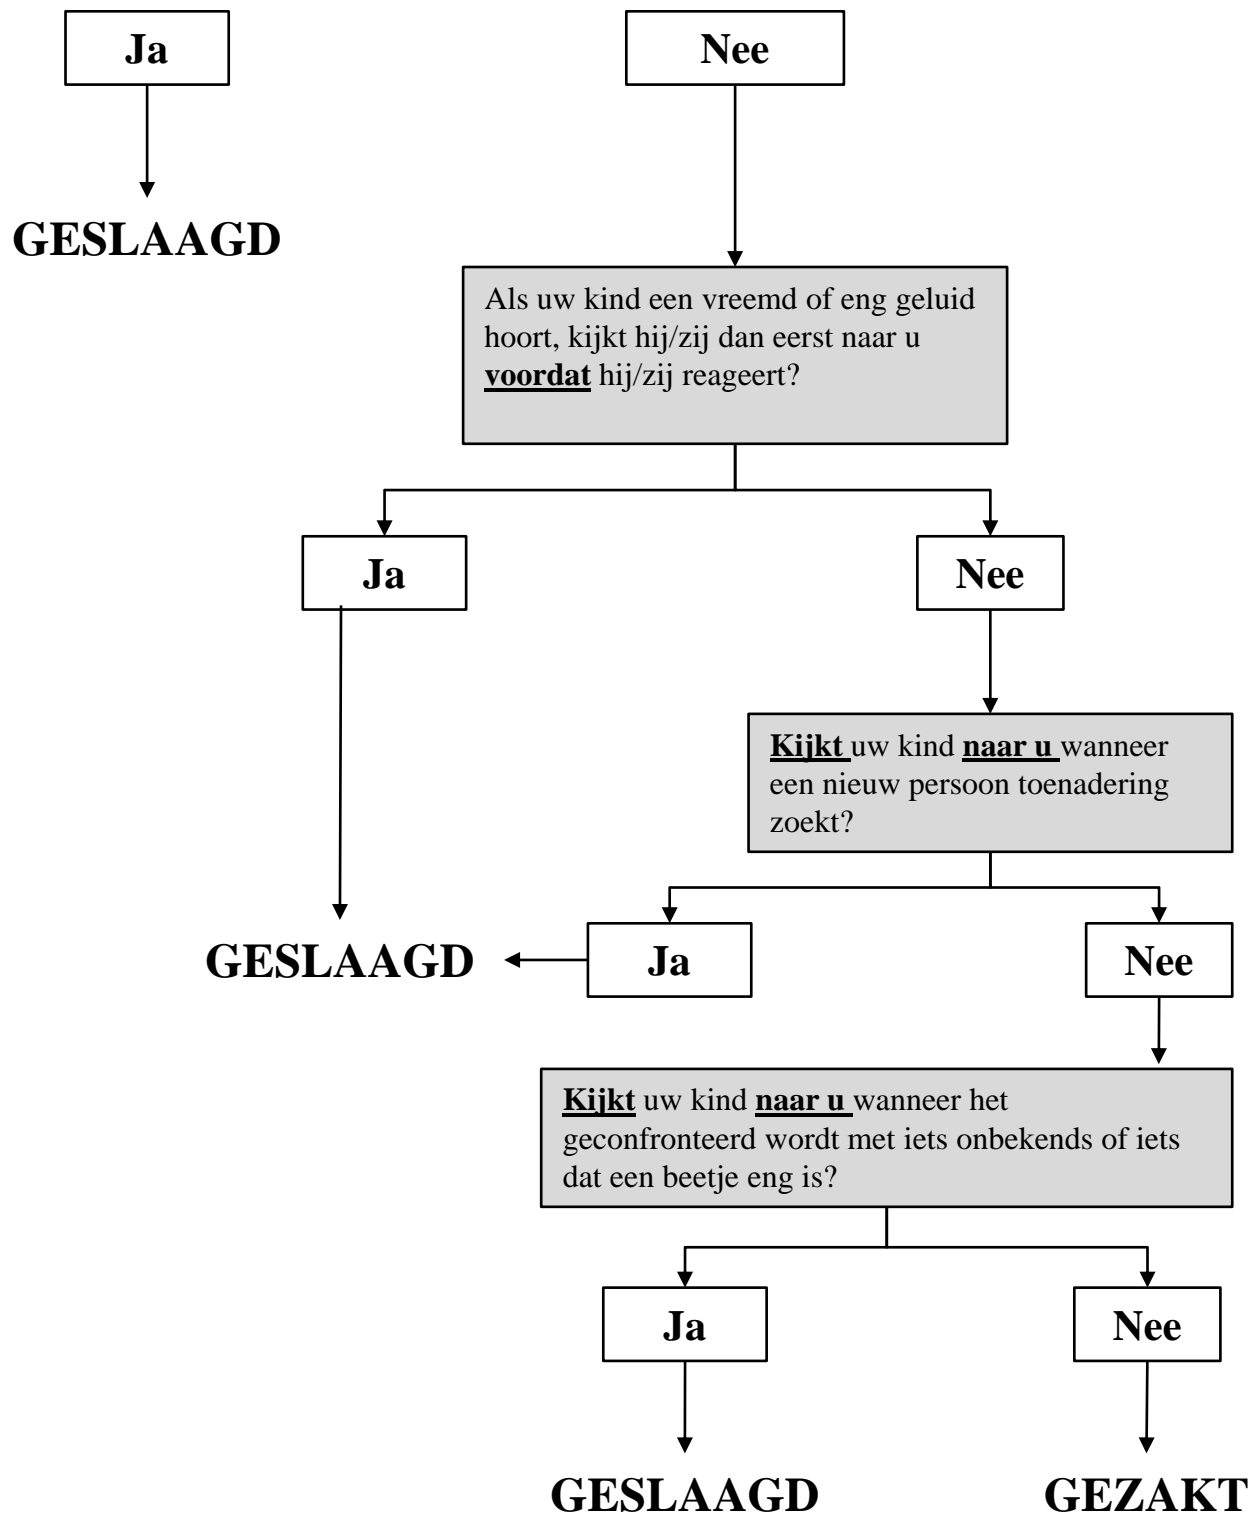 Ja
Nee
GESLAAGD
Als uw kind een vreemd of eng geluid
hoort, kijkt hij/zij dan eerst naar u
voordat hij/zij reageert?
Ja
Nee
Kijkt uw kind naar u wanneer
een nieuw persoon toenadering
zoekt?
GESLAAGD
Ja
Nee
Kijkt uw kind naar u wanneer het
geconfronteerd wordt met iets onbekends of iets
dat een beetje eng is?
Ja
Nee
GESLAAGD
GEZAKT